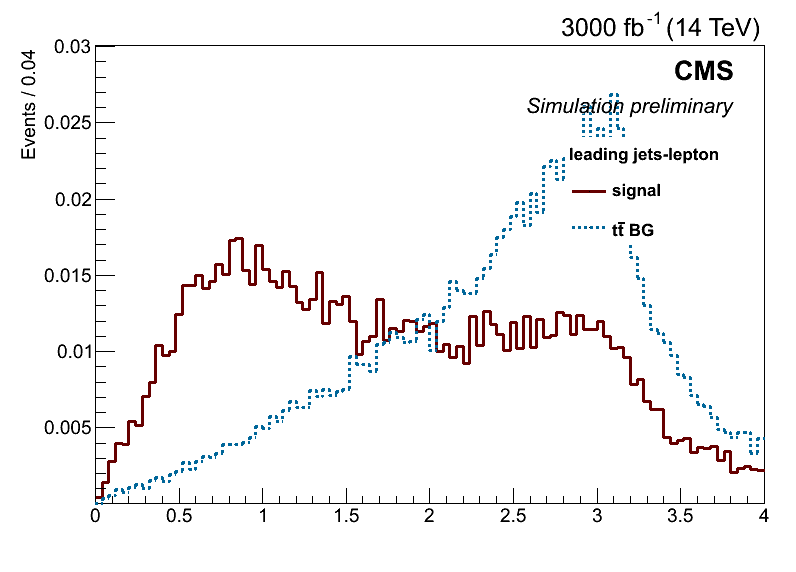 3000 fb⁻¹ (14 TeV)
CMS
Simulation preliminary
Events / 0.04
0.03
0.025
0.02
0.015
0.01
0.005
leading jets-lepton
signal
tt̄ BG
0 0.5 1 1.5 2 2.5 3 3.5 4